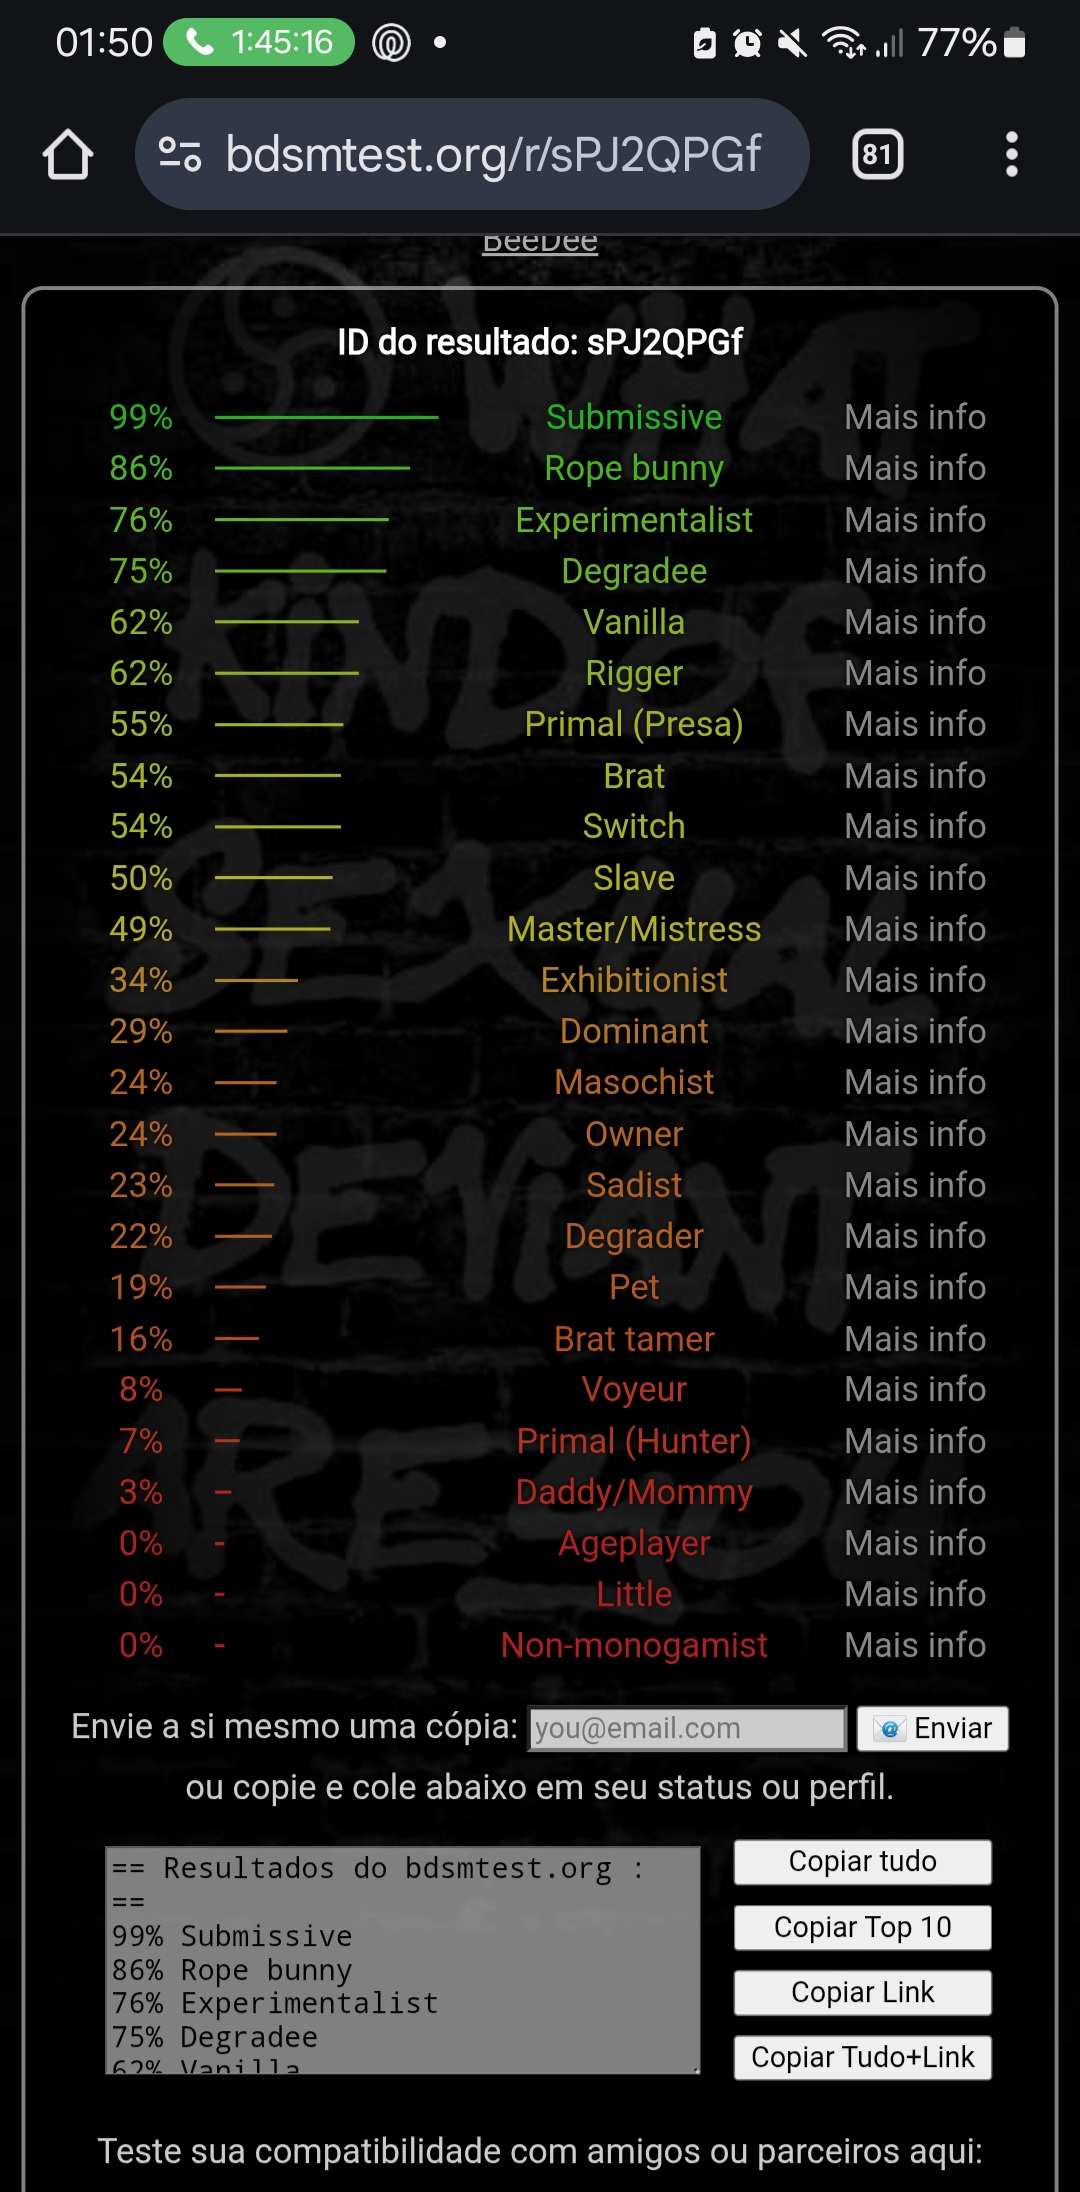 01:50 1:45:16 77%
bdsmtest.org/r/sPJ2QPGf 81
BeeDee
ID do resultado: sPJ2QPGf
99% Submissive Mais info
86% Rope bunny Mais info
76% Experimentalist Mais info
75% Degradee Mais info
62% Vanilla Mais info
62% Rigger Mais info
55% Primal (Presa) Mais info
54% Brat Mais info
54% Switch Mais info
50% Slave Mais info
49% Master/Mistress Mais info
34% Exhibitionist Mais info
29% Dominant Mais info
24% Masochist Mais info
24% Owner Mais info
23% Sadist Mais info
22% Degrader Mais info
19% Pet Mais info
16% Brat tamer Mais info
8% Voyeur Mais info
7% Primal (Hunter) Mais info
3% Daddy/Mommy Mais info
0% Ageplayer Mais info
0% Little Mais info
0% Non-monogamist Mais info
WHAT
KIND OF
SEXUAL
DEVIANT
ARE YOU
Envie a si mesmo uma cópia: you@email.com Enviar
ou copie e cole abaixo em seu status ou perfil.
== Resultados do bdsmtest.org :
==
99% Submissive
86% Rope bunny
76% Experimentalist
75% Degradee
62% Vanilla
Copiar tudo
Copiar Top 10
Copiar Link
Copiar Tudo+Link
Teste sua compatibilidade com amigos ou parceiros aqui: